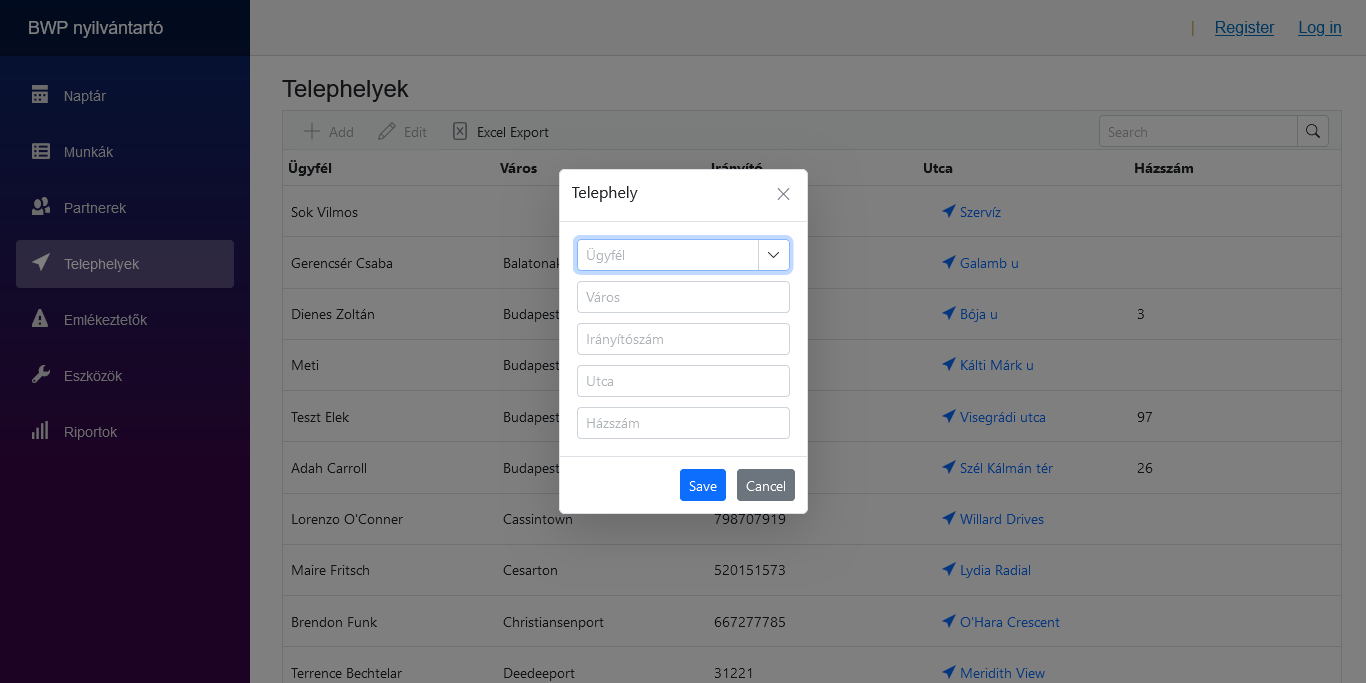 BWP nyilvántartó
| Register Log in
Naptár
Munkák
Partnerek
Telephelyek
Emlékeztetők
Eszközök
Riportok
Telephelyek
Add Edit Excel Export Search
Ügyfél Város Utca Házszám
Sok Vilmos Szervíz
Gerencsér Csaba Galamb u
Dienes Zoltán Budapest Bója u 3
Meti Budapest Kálti Márk u
Teszt Elek Budapest Visegrádi utca 97
Adah Carroll Budapest Szél Kálmán tér 26
Lorenzo O'Conner Cassintown 798707919 Willard Drives
Maire Fritsch Cesarton 520151573 Lydia Radial
Brendon Funk Christiansenport 667277785 O'Hara Crescent
Terrence Bechtelar Deedeeport 31221 Meridith View
Telephely
Ügyfél
Város
Irányítószám
Utca
Házszám
Save Cancel